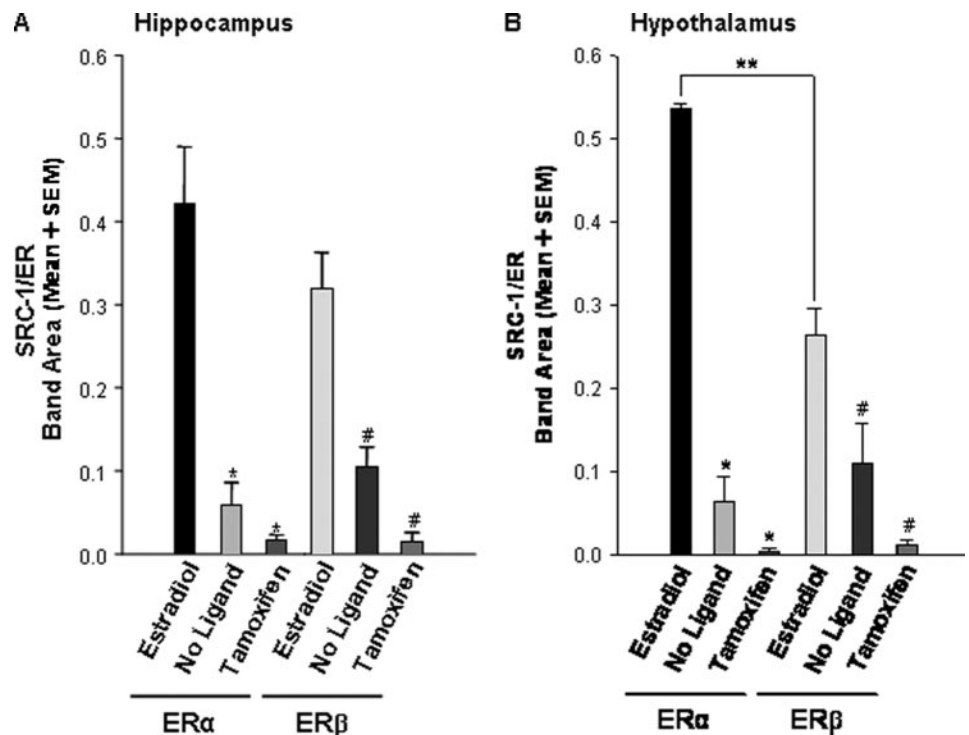 A Hippocampus
SRC-1/ER
Band Area (Mean + SEM)
0.6
0.5
0.4
0.3
0.2
0.1
0.0
*
*
#
#
Estradiol
No Ligand
Tamoxifen
Estradiol
No Ligand
Tamoxifen
ERα
ERβ
B Hypothalamus
SRC-1/ER
Band Area (Mean + SEM)
0.6
0.5
0.4
0.3
0.2
0.1
0.0
**
*
*
#
#
Estradiol
No Ligand
Tamoxifen
Estradiol
No Ligand
Tamoxifen
ERα
ERβ